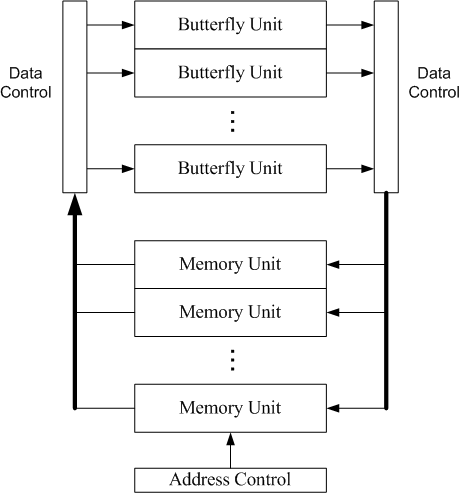 Butterfly Unit
Butterfly Unit
Data
Control
Data
Control
Butterfly Unit
Memory Unit
Memory Unit
Memory Unit
Address Control